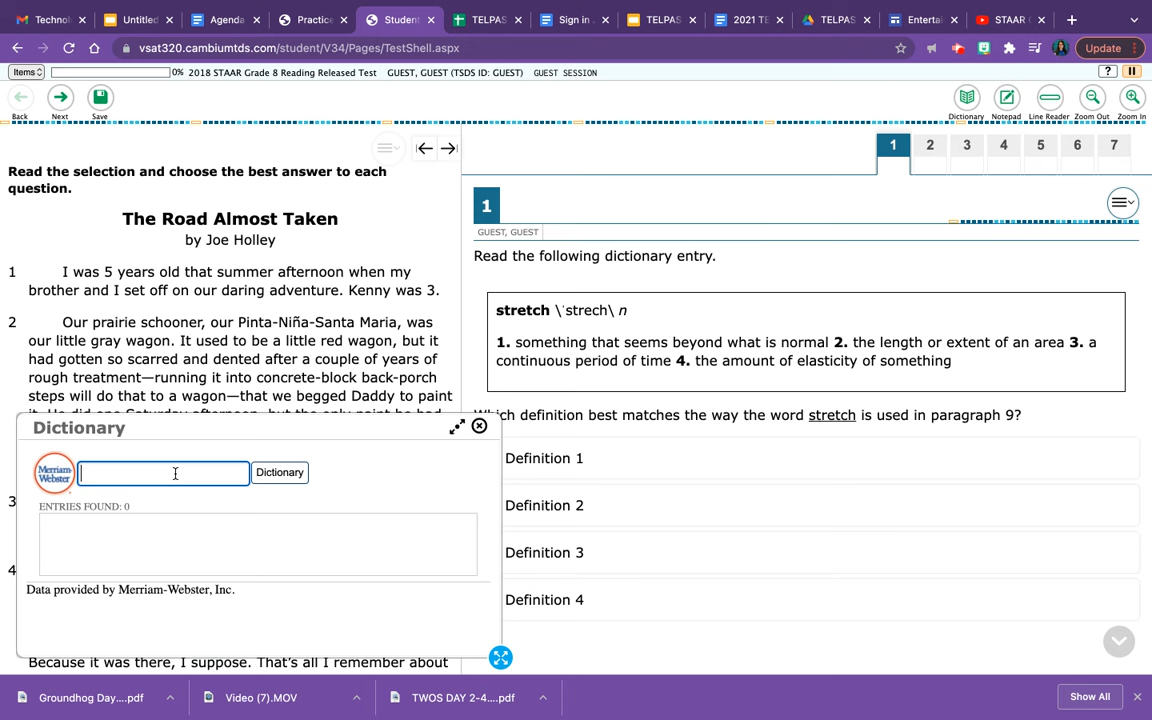 Technol
Untitled
Agenda
Practice
Student
TELPAS
Sign in
TELPAS
2021 TE
TELPAS
Entertai
STAAR
vsat320.cambiumtds.com/student/V34/Pages/TestShell.aspx
Update
Items
0% 2018 STAAR Grade 8 Reading Released Test GUEST, GUEST (TSDS ID: GUEST) GUEST SESSION
?
Back Next Save
Dictionary Notepad Line Reader Zoom Out Zoom In
1 2 3 4 5 6 7
Read the selection and choose the best answer to each
question.
The Road Almost Taken
by Joe Holley
1 I was 5 years old that summer afternoon when my
brother and I set off on our daring adventure. Kenny was 3.
2 Our prairie schooner, our Pinta-Niña-Santa Maria, was
our little gray wagon. It used to be a little red wagon, but it
had gotten so scarred and dented after a couple of years of
rough treatment—running it into concrete-block back-porch
steps will do that to a wagon—that we begged Daddy to paint
it. He did one Saturday afternoon, but the only paint he had
3
4
Because it was there, I suppose. That's all I remember about
Dictionary
Merriam-
Webster
Dictionary
ENTRIES FOUND: 0
Data provided by Merriam-Webster, Inc.
1
GUEST, GUEST
Read the following dictionary entry.
stretch \ˈstrech\ n
1. something that seems beyond what is normal 2. the length or extent of an area 3. a
continuous period of time 4. the amount of elasticity of something
Which definition best matches the way the word stretch is used in paragraph 9?
Definition 1
Definition 2
Definition 3
Definition 4
Groundhog Day....pdf
Video (7).MOV
TWOS DAY 2-4....pdf
Show All